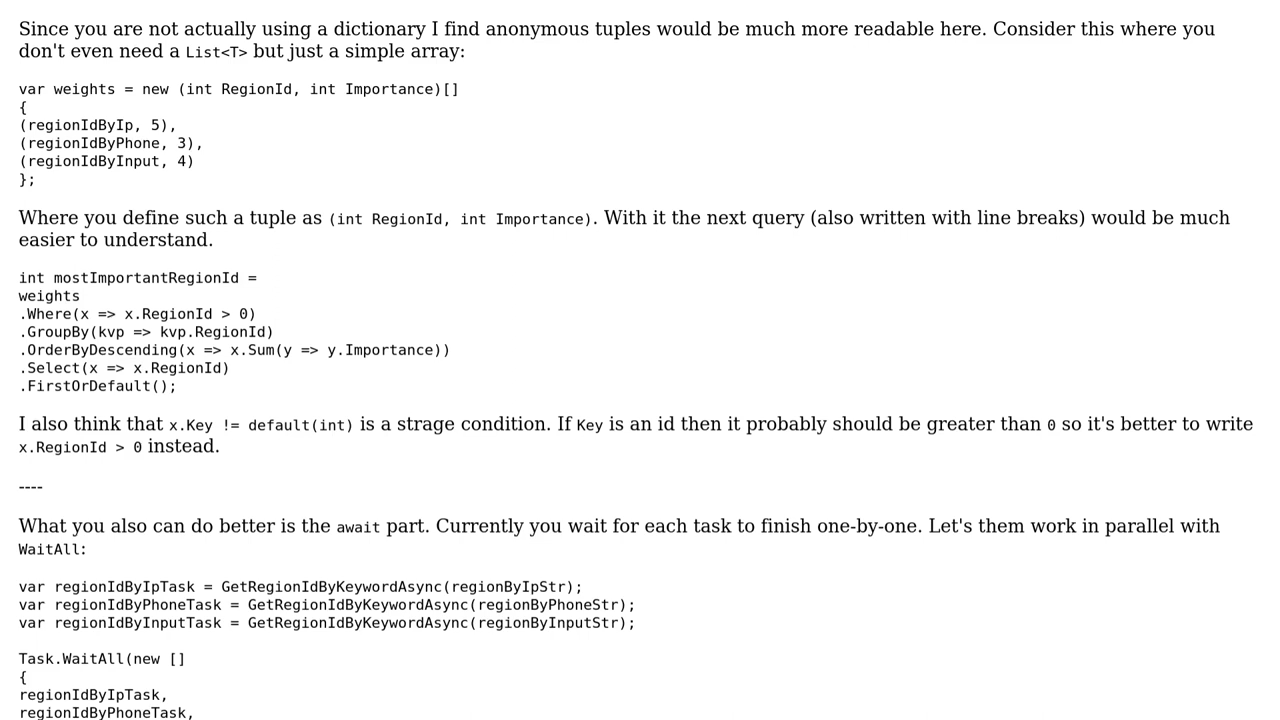 Since you are not actually using a dictionary I find anonymous tuples would be much more readable here. Consider this where you
don't even need a List<T> but just a simple array:
var weights = new (int RegionId, int Importance)[]
{
(regionIdByIp, 5),
(regionIdByPhone, 3),
(regionIdByInput, 4)
};
Where you define such a tuple as (int RegionId, int Importance). With it the next query (also written with line breaks) would be much
easier to understand.
int mostImportantRegionId =
weights
.Where(x => x.RegionId > 0)
.GroupBy(kvp => kvp.RegionId)
.OrderByDescending(x => x.Sum(y => y.Importance))
.Select(x => x.RegionId)
.FirstOrDefault();
I also think that x.Key != default(int) is a strage condition. If Key is an id then it probably should be greater than 0 so it's better to write
x.RegionId > 0 instead.
----
What you also can do better is the await part. Currently you wait for each task to finish one-by-one. Let's them work in parallel with
WaitAll:
var regionIdByIpTask = GetRegionIdByKeywordAsync(regionByIpStr);
var regionIdByPhoneTask = GetRegionIdByKeywordAsync(regionByPhoneStr);
var regionIdByInputTask = GetRegionIdByKeywordAsync(regionByInputStr);
Task.WaitAll(new []
{
regionIdByIpTask,
regionIdByPhoneTask,